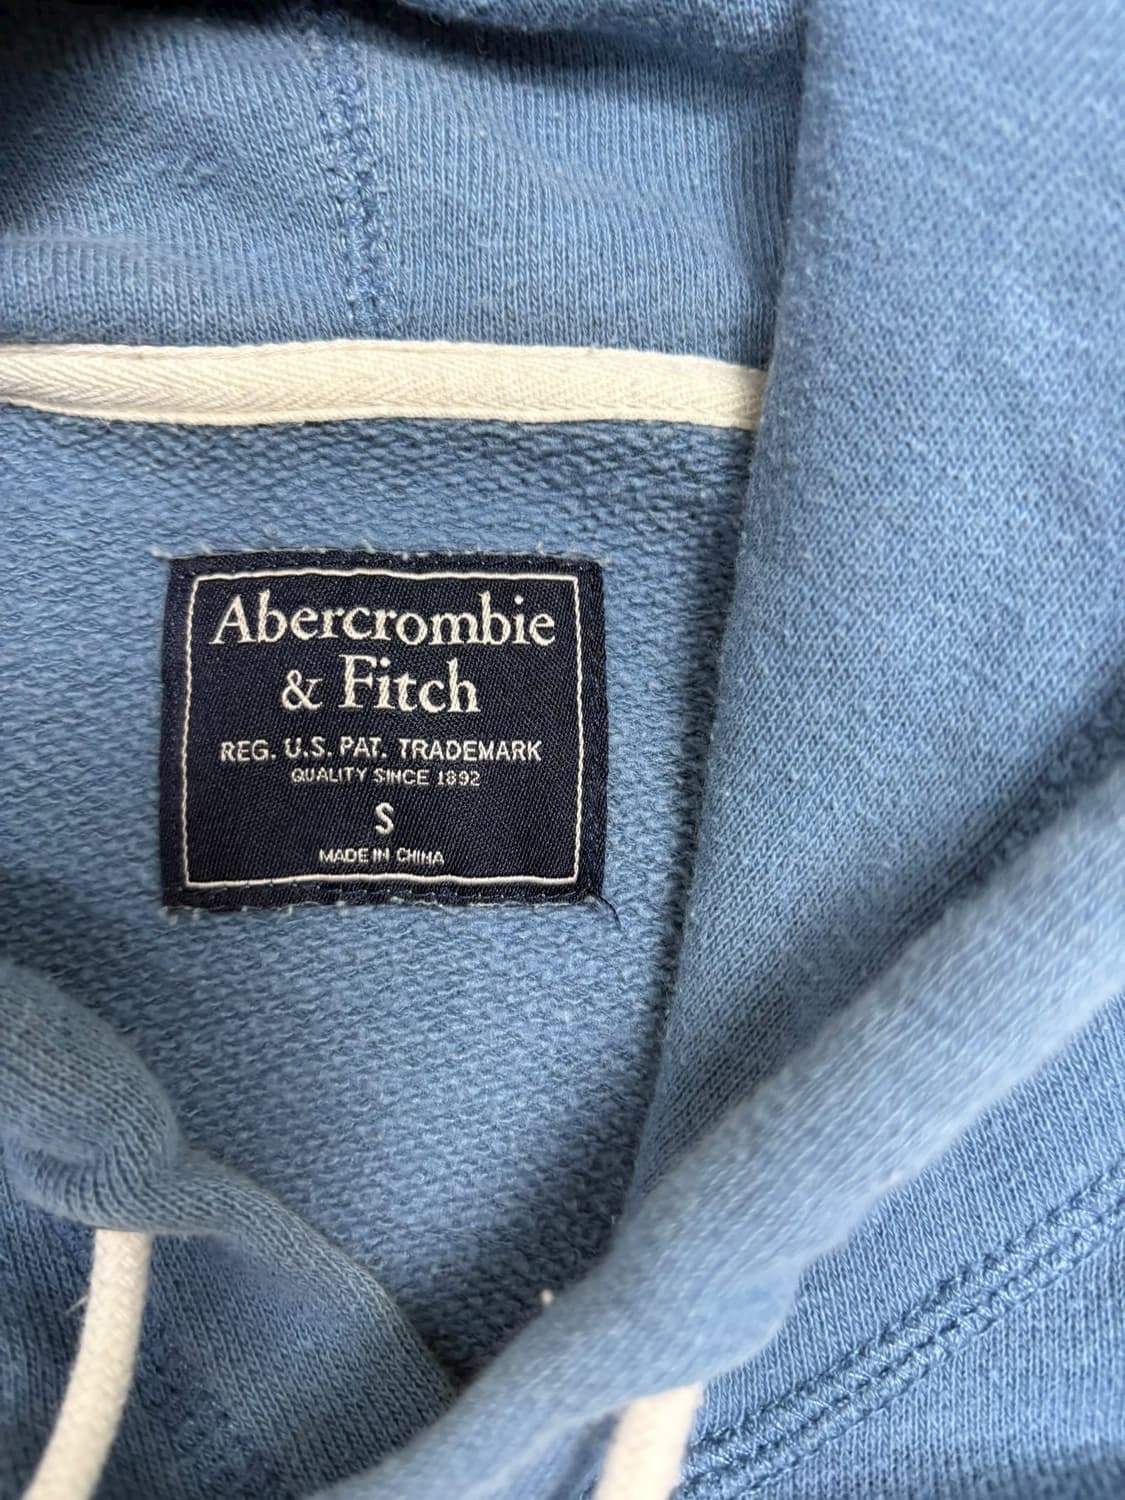 Abercrombie
& Fitch
REG. U.S. PAT. TRADEMARK
QUALITY SINCE 1892
S
MADE IN CHINA